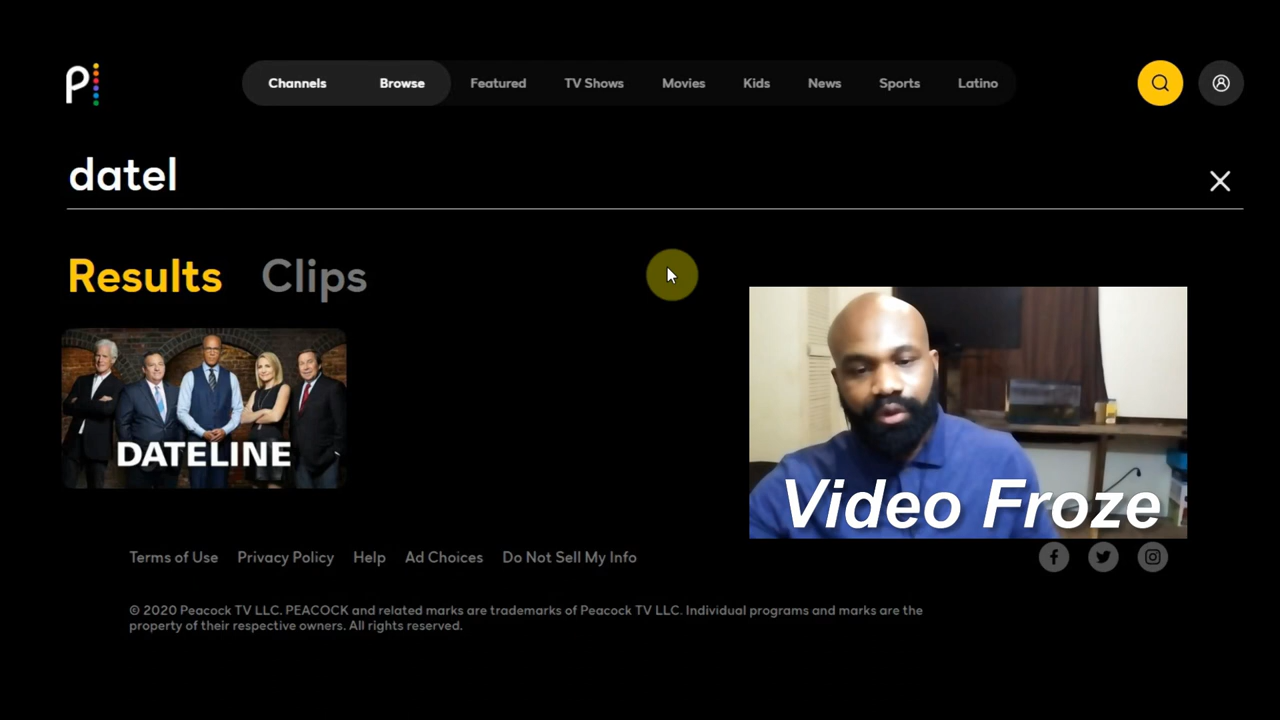 P
Channels Browse Featured TV Shows Movies Kids News Sports Latino
datel
Results Clips
DATELINE
Video Froze
Terms of Use Privacy Policy Help Ad Choices Do Not Sell My Info
© 2020 Peacock TV LLC. PEACOCK and related marks are trademarks of Peacock TV LLC. Individual programs and marks are the
property of their respective owners. All rights reserved.